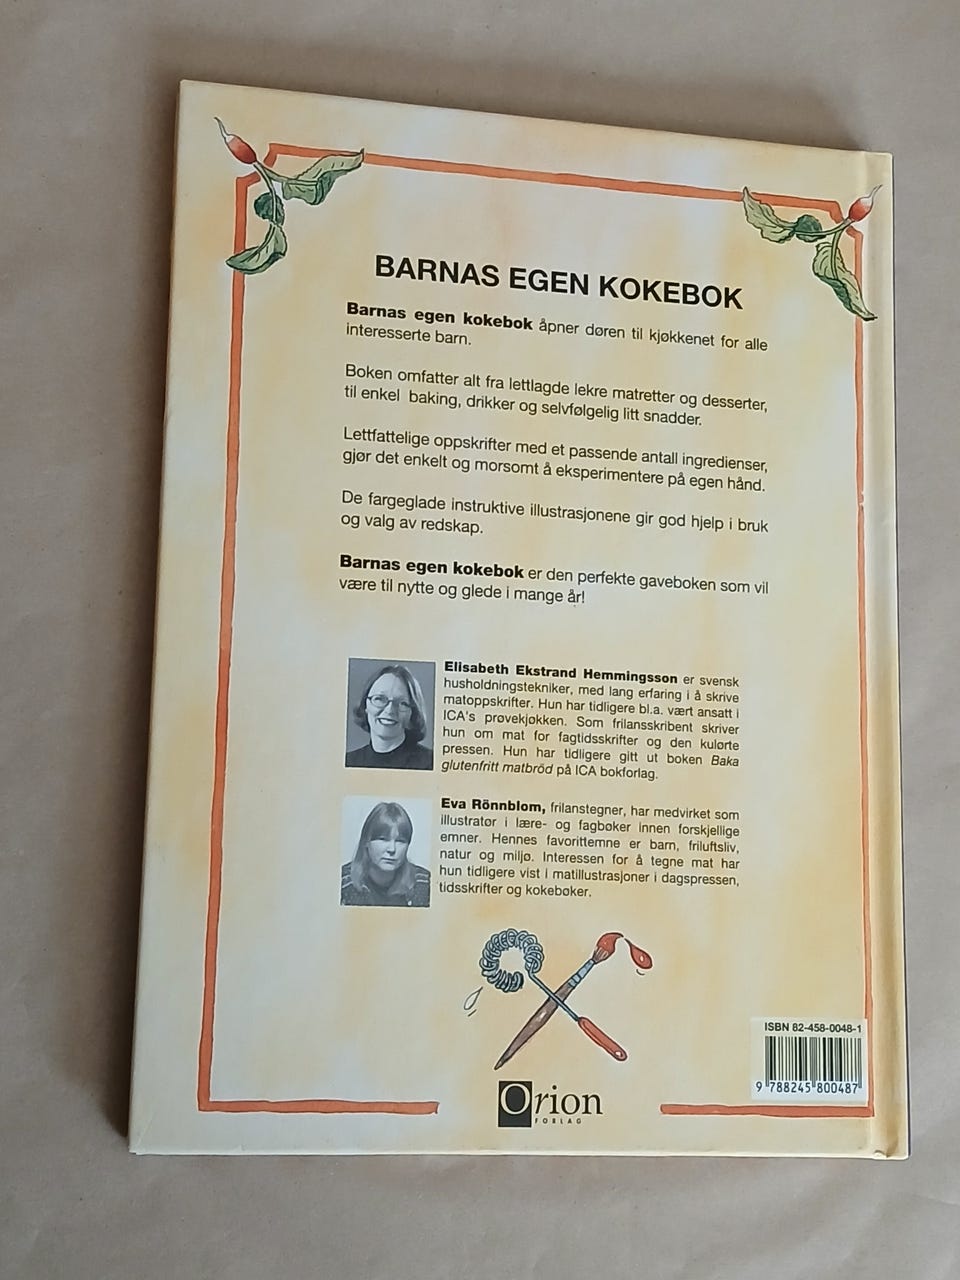 BARNAS EGEN KOKEBOK
Barnas egen kokebok åpner døren til kjøkkenet for alle
interesserte barn.
Boken omfatter alt fra lettlagde lekre matretter og desserter,
til enkel baking, drikker og selvfølgelig litt snadder.
Lettfattelige oppskrifter med et passende antall ingredienser,
gjør det enkelt og morsomt å eksperimentere på egen hånd.
De fargeglade instruktive illustrasjonene gir god hjelp i bruk
og valg av redskap.
Barnas egen kokebok er den perfekte gaveboken som vil
være til nytte og glede i mange år!
Elisabeth Ekstrand Hemmingsson er svensk
husholdningstekniker, med lang erfaring i å skrive
matoppskrifter. Hun har tidligere bl.a. vært ansatt i
ICA's prøvekjøkken. Som frilansskribent skriver
hun om mat for fagtidsskrifter og den kulørte
pressen. Hun har tidligere gitt ut boken Baka
glutenfritt matbröd på ICA bokforlag.
Eva Rönnblom, frilanstegner, har medvirket som
illustratør i lære- og fagbøker innen forskjellige
emner. Hennes favorittemne er barn, friluftsliv,
natur og miljø. Interessen for å tegne mat har
hun tidligere vist i matillustrasjoner i dagspressen,
tidsskrifter og kokebøker.
ISBN 82-458-0048-1
9 788245 800487
Orion
FORLAG